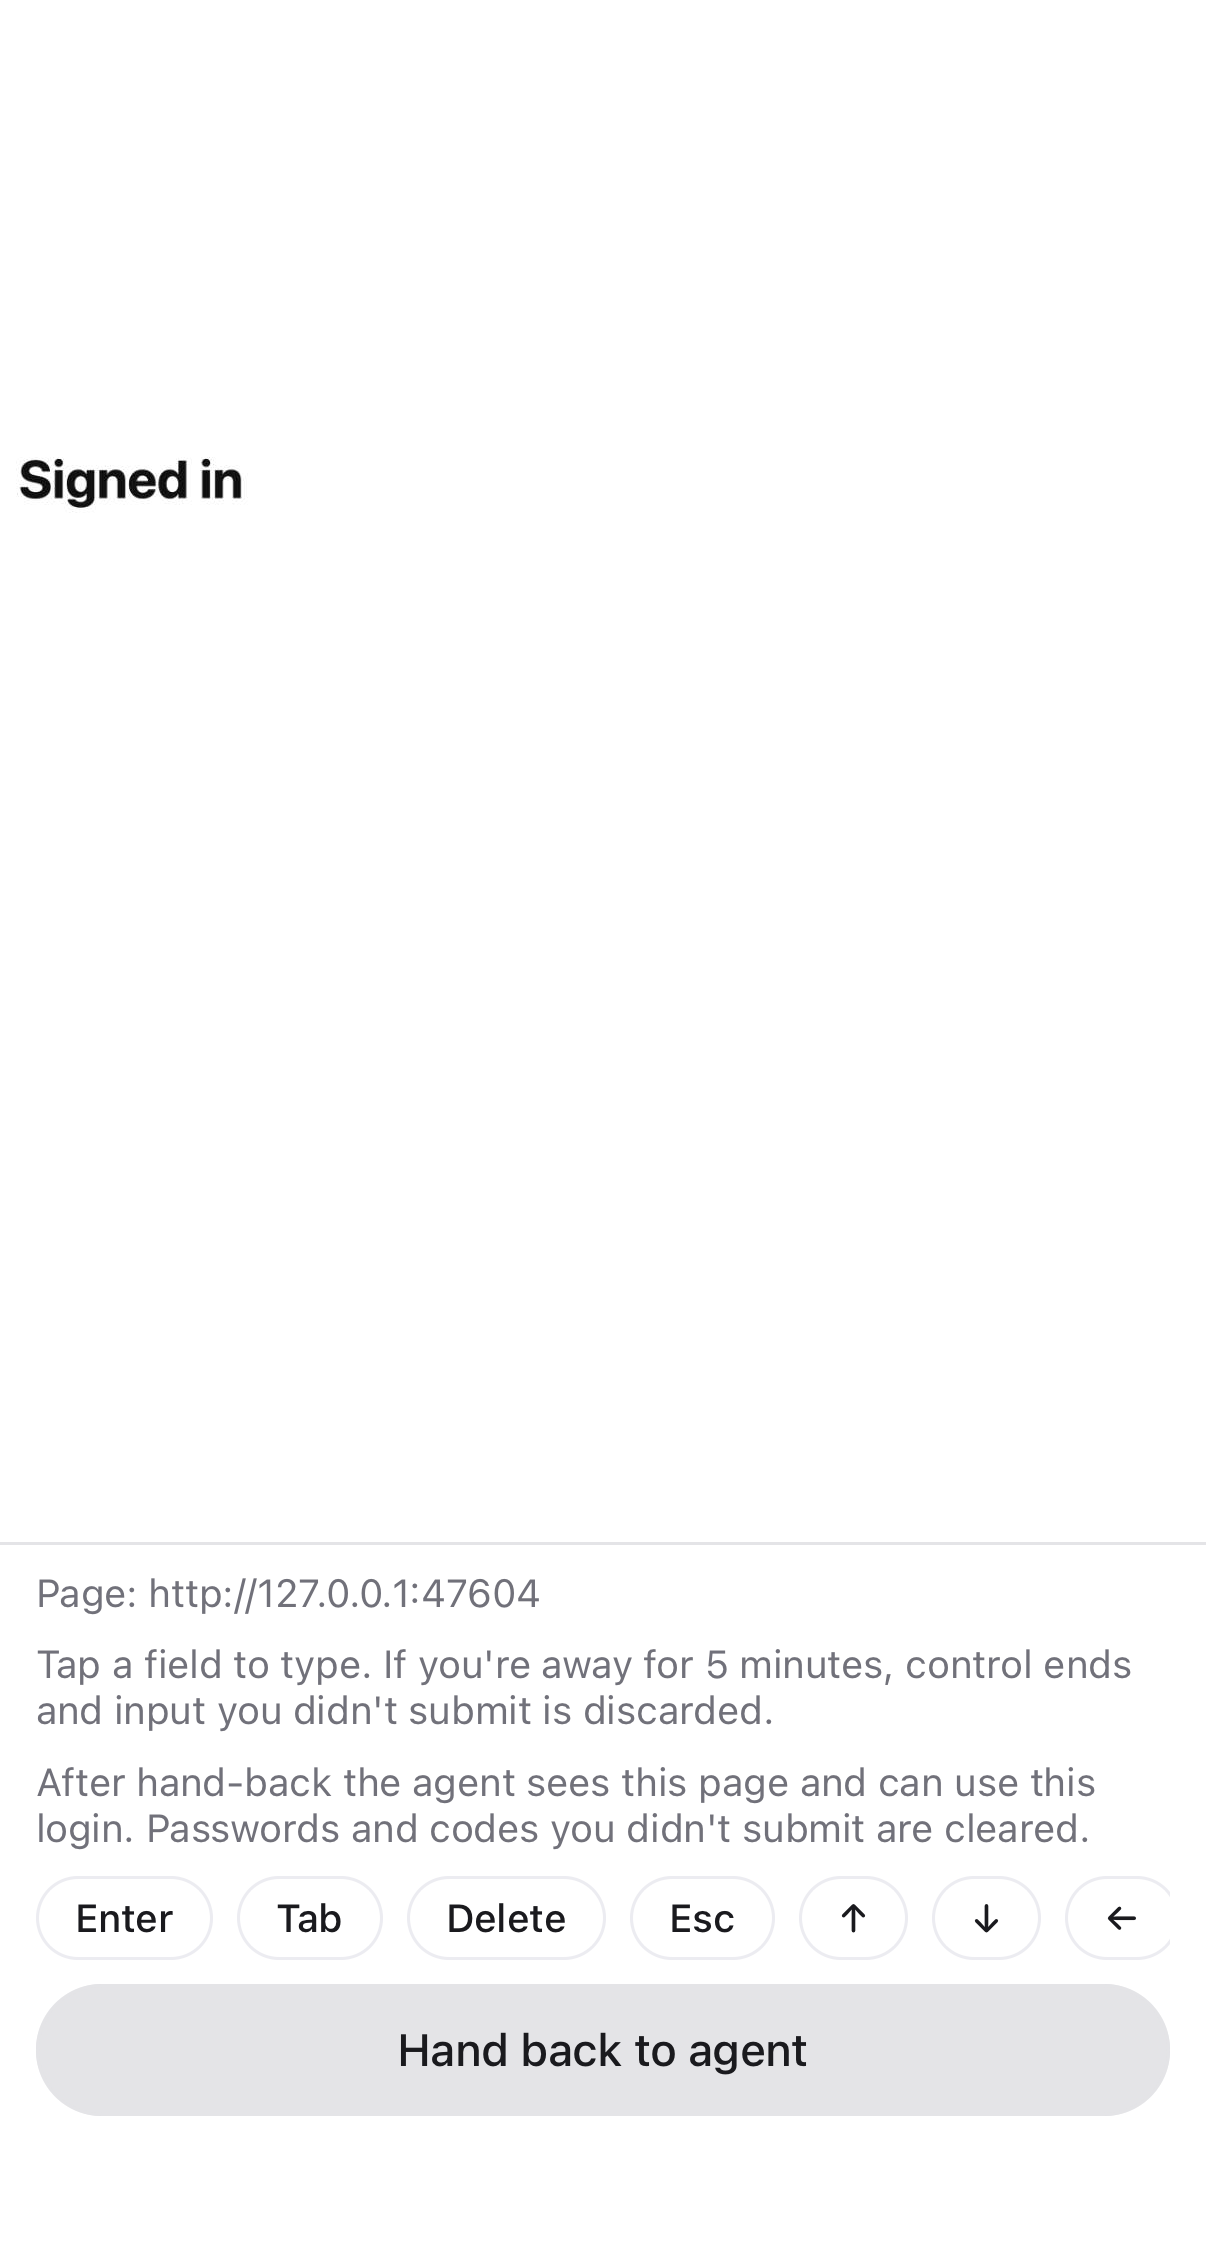 Signed in
Page: http://127.0.0.1:47604
Tap a field to type. If you're away for 5 minutes, control ends
and input you didn't submit is discarded.
After hand-back the agent sees this page and can use this
login. Passwords and codes you didn't submit are cleared.
Enter Tab Delete Esc ↑ ↓ ←
Hand back to agent